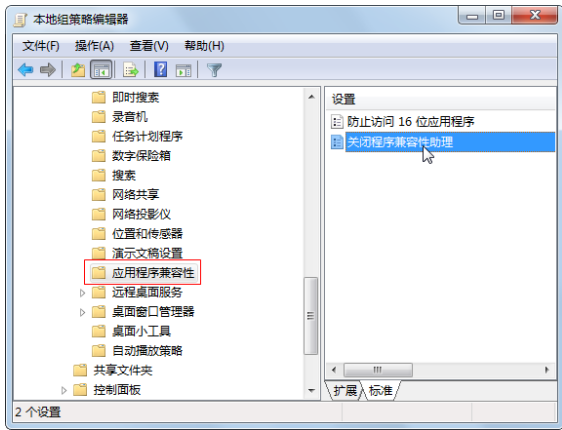 本地组策略编辑器
文件(F) 操作(A) 查看(V) 帮助(H)
即时搜索
录音机
任务计划程序
数字保险箱
搜索
网络共享
网络投影仪
位置和传感器
演示文稿设置
应用程序兼容性
远程桌面服务
桌面窗口管理器
桌面小工具
自动播放策略
共享文件夹
控制面板
设置
防止访问 16 位应用程序
关闭程序兼容性助理
扩展 标准
2 个设置